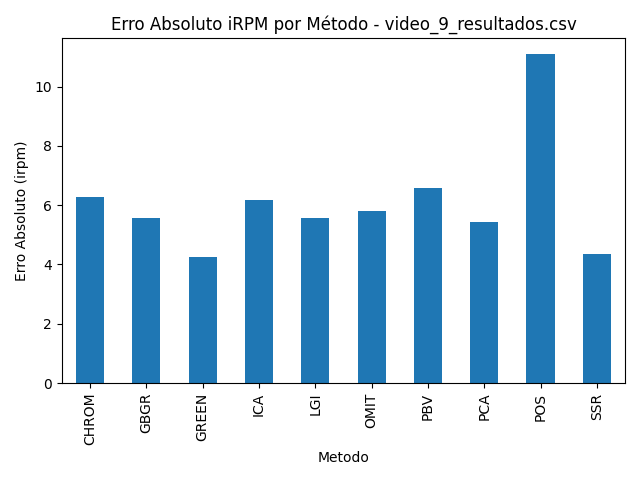 Erro Absoluto iRPM por Método - video_9_resultados.csv
Erro Absoluto (irpm)
10
8
6
4
2
0
CHROM
GBGR
GREEN
ICA
LGI
OMIT
PBV
PCA
POS
SSR
Metodo